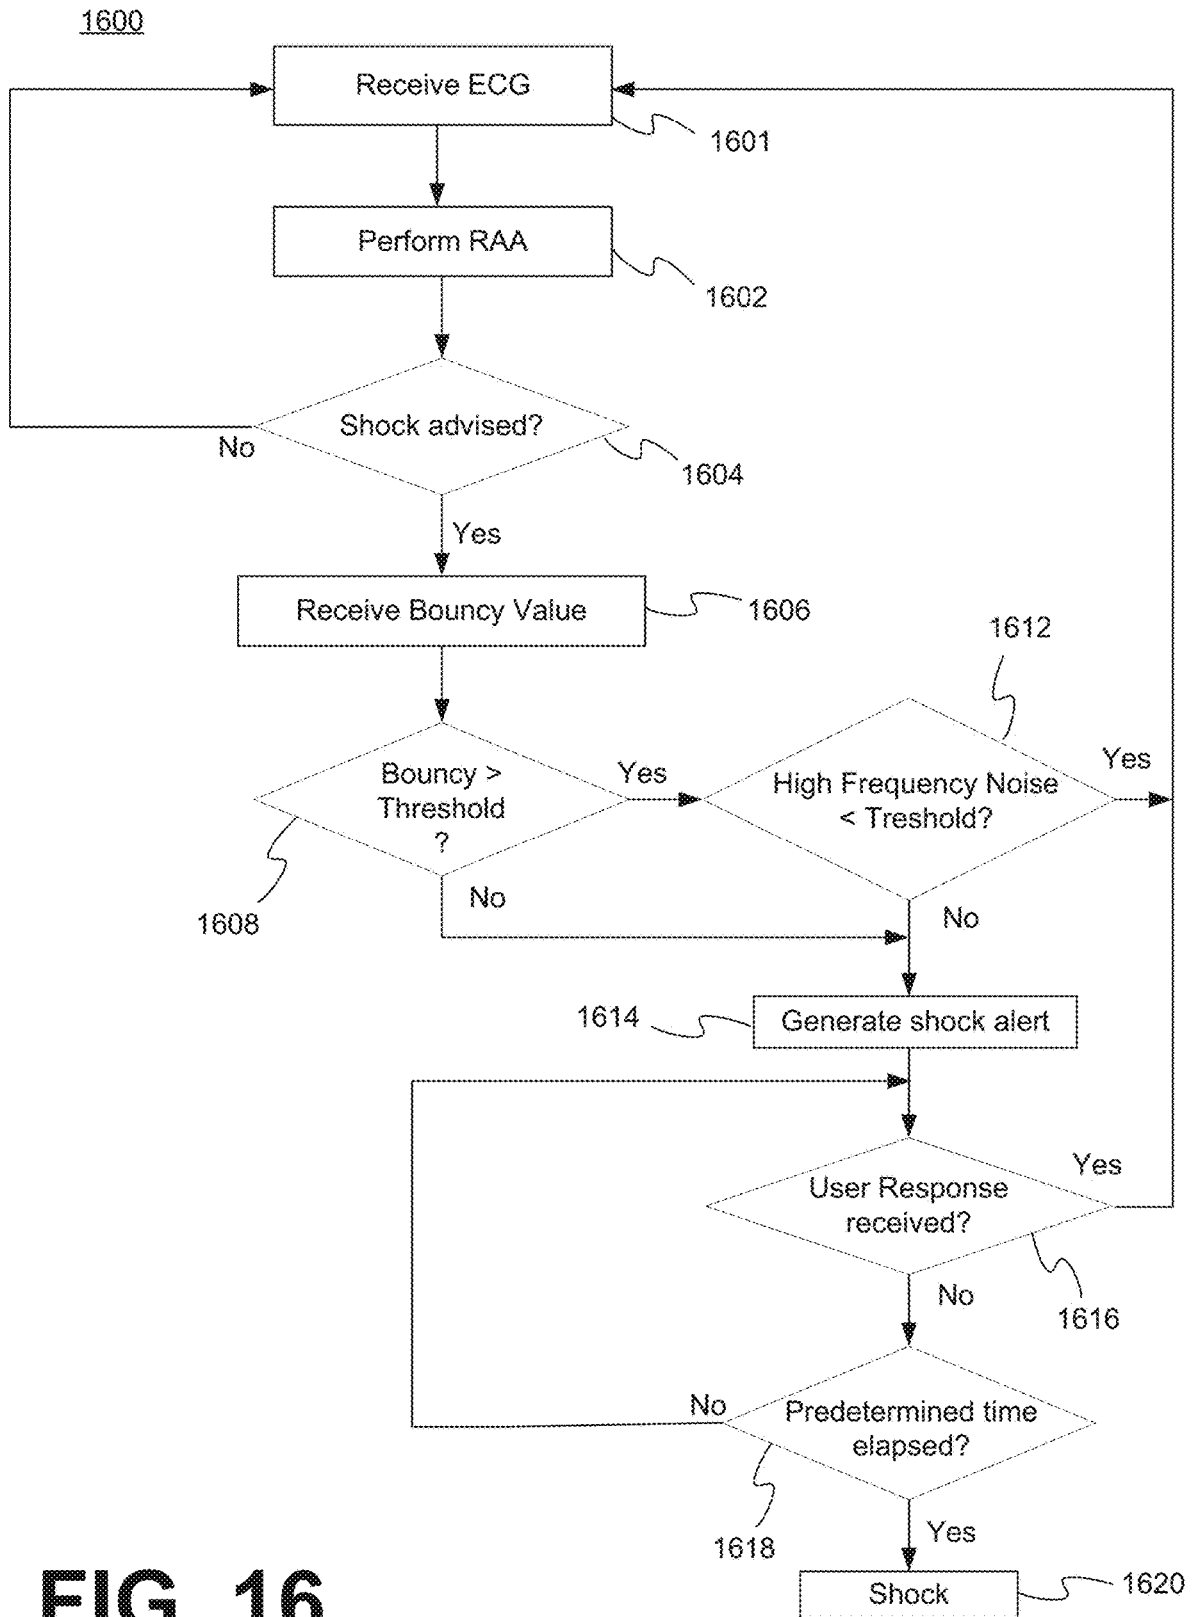 1600
Receive ECG
1601
Perform RAA
1602
Shock advised?
No
1604
Yes
Receive Bouncy Value
1606
1612
Bouncy >
Threshold
?
Yes
High Frequency Noise
< Treshold?
Yes
No
1608
No
1614
Generate shock alert
Yes
User Response
received?
No
1616
No
Predetermined time
elapsed?
1618
Yes
Shock
1620
FIG. 16